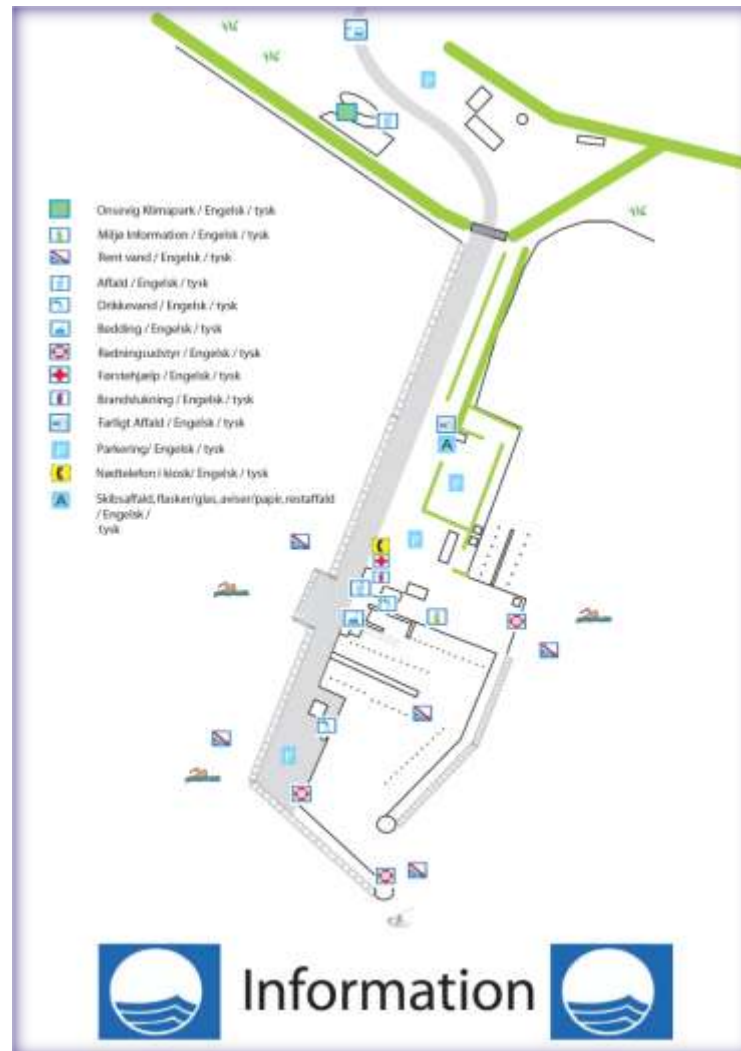 Onsevig Klimapark / Engelsk / tysk
Miljø Information / Engelsk / tysk
Rent vand / Engelsk / tysk
Affald / Engelsk / tysk
Drikkevand / Engelsk / tysk
Bedding / Engelsk / tysk
Redningsudstyr / Engelsk / tysk
Førstehjælp / Engelsk / tysk
Brandslukning / Engelsk / tysk
Farligt Affald / Engelsk / tysk
Parkering/ Engelsk / tysk
Nødtelefon i kiosk/ Engelsk / tysk
A
Skibsaffald, flasker/glas, aviser/papir, restaffald
/ Engelsk /
tysk
P
A
P
P
P
Information